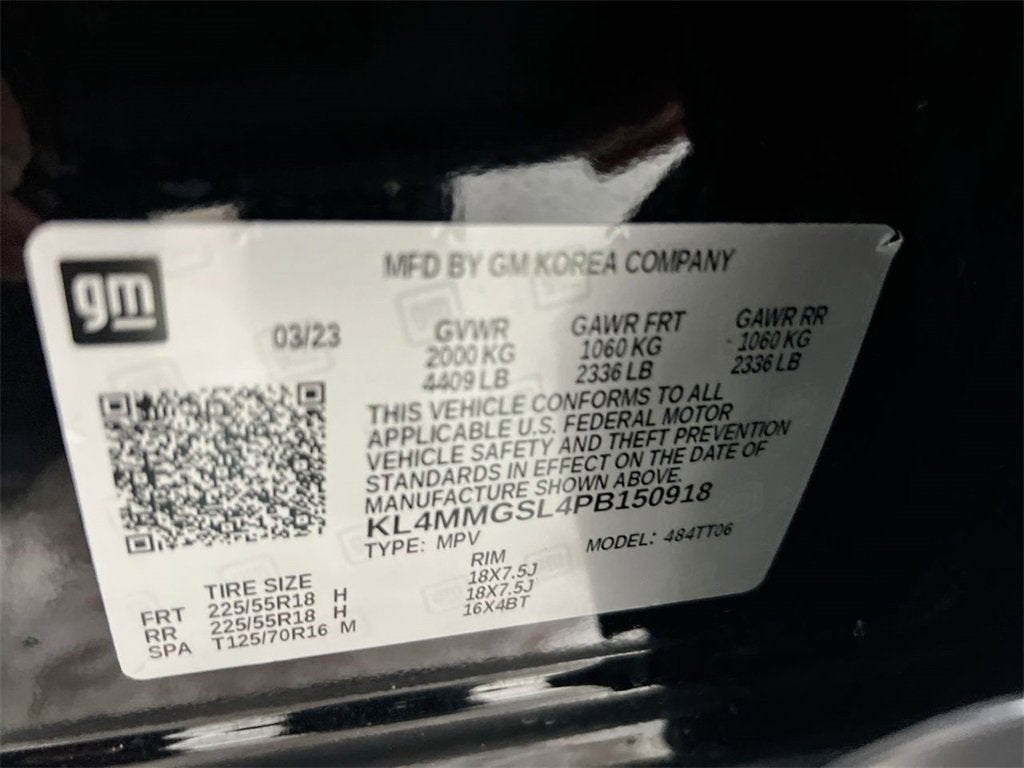 gm
MFD BY GM KOREA COMPANY
03/23
GVWR GAWR FRT GAWR RR
2000 KG 1060 KG 1060 KG
4409 LB 2336 LB 2336 LB
THIS VEHICLE CONFORMS TO ALL
APPLICABLE U.S. FEDERAL MOTOR
VEHICLE SAFETY AND THEFT PREVENTION
STANDARDS IN EFFECT ON THE DATE OF
MANUFACTURE SHOWN ABOVE.
KL4MMGSL4PB150918
TYPE: MPV MODEL: 484TT06
TIRE SIZE RIM
FRT 225/55R18 H 18X7.5J
RR 225/55R18 H 18X7.5J
SPA T125/70R16 M 16X4BT